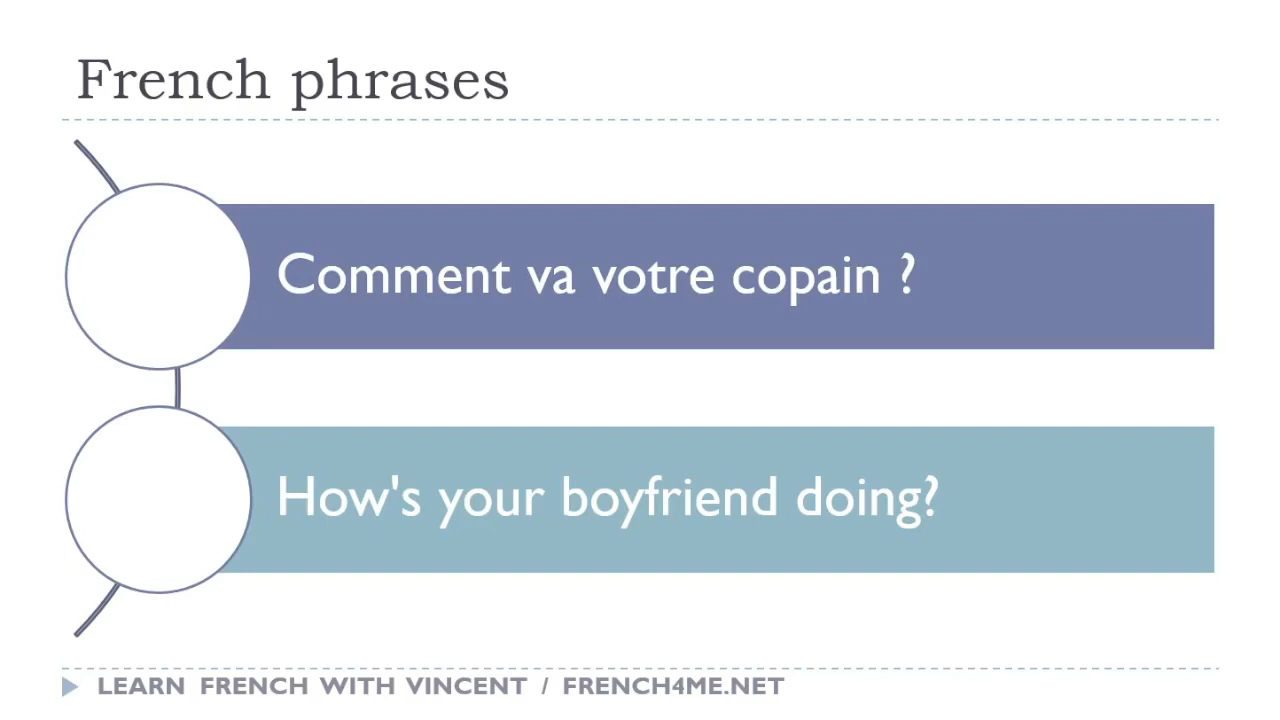 French phrases
Comment va votre copain ?
How's your boyfriend doing?
LEARN FRENCH WITH VINCENT / FRENCH4ME.NET